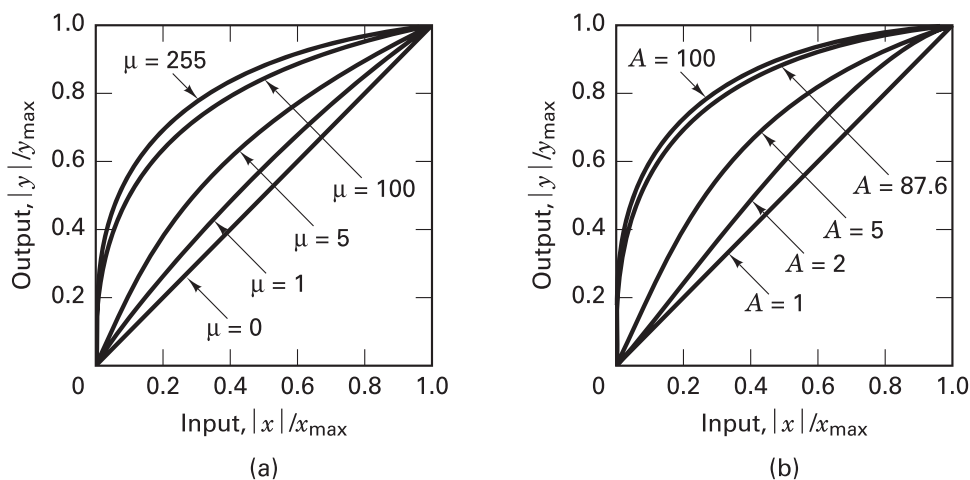 1.0
0.8
0.6
0.4
0.2
0
0.2
0.4
0.6
0.8
1.0
Output, |y|/ymax
Input, |x|/xmax
μ = 255
μ = 100
μ = 5
μ = 1
μ = 0
(a)
1.0
0.8
0.6
0.4
0.2
0
0.2
0.4
0.6
0.8
1.0
Output, |y|/ymax
Input, |x|/xmax
A = 100
A = 87.6
A = 5
A = 2
A = 1
(b)